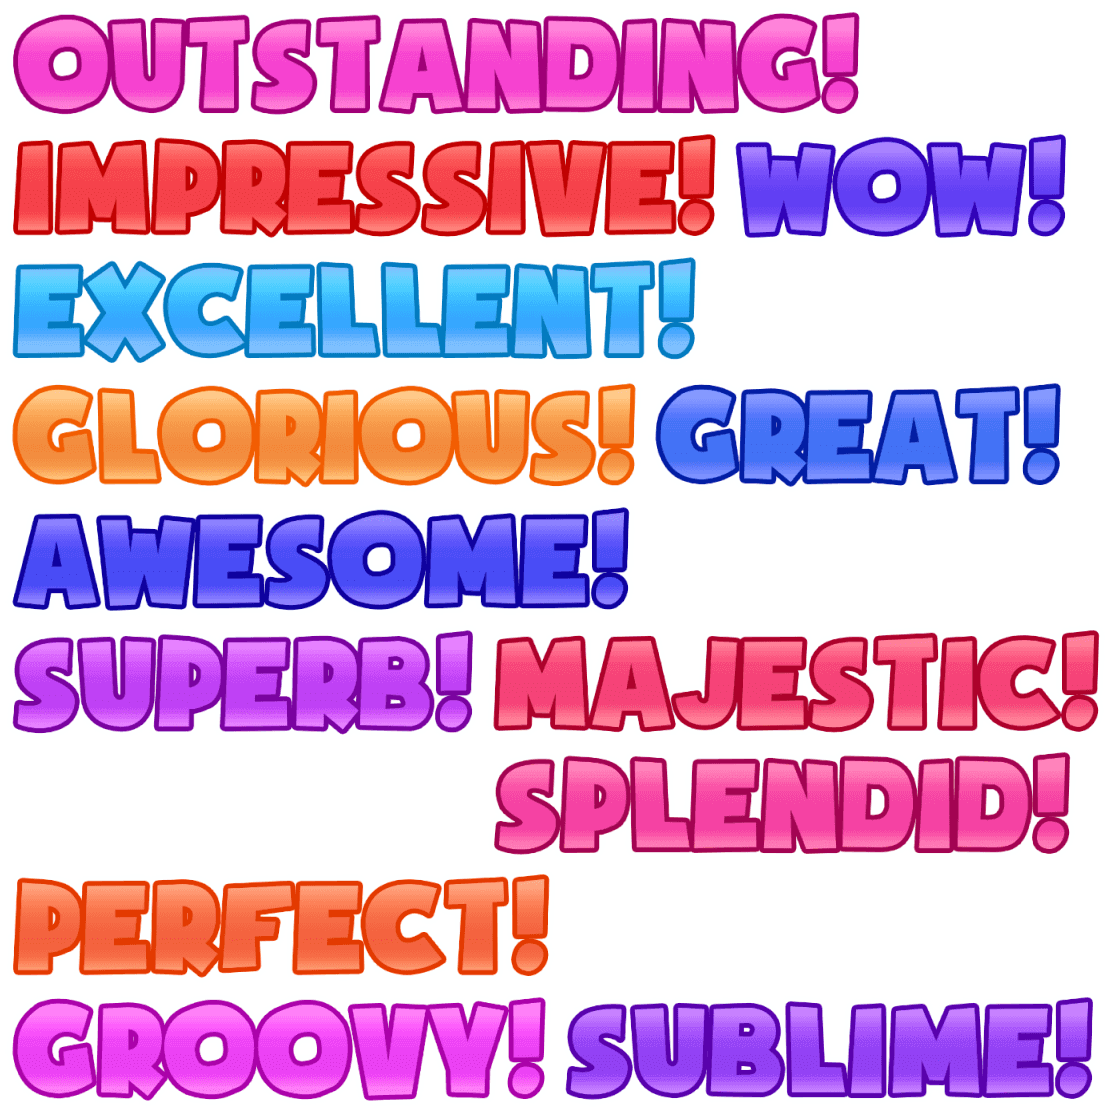 OUTSTANDING!
IMPRESSIVE! WOW!
EXCELLENT!
GLORIOUS! GREAT!
AWESOME!
SUPERB! MAJESTIC!
SPLENDID!
PERFECT!
GROOVY! SUBLIME!